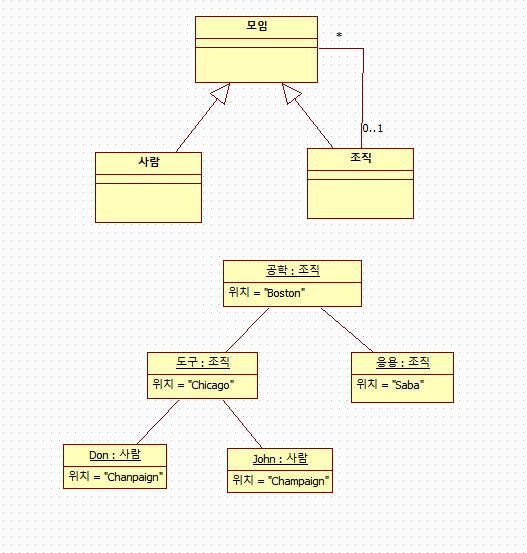 모임
*
0..1
사람
조직
공학 : 조직
위치 = "Boston"
도구 : 조직
위치 = "Chicago"
응용 : 조직
위치 = "Saba"
Don : 사람
위치 = "Chanpaign"
John : 사람
위치 = "Champaign"